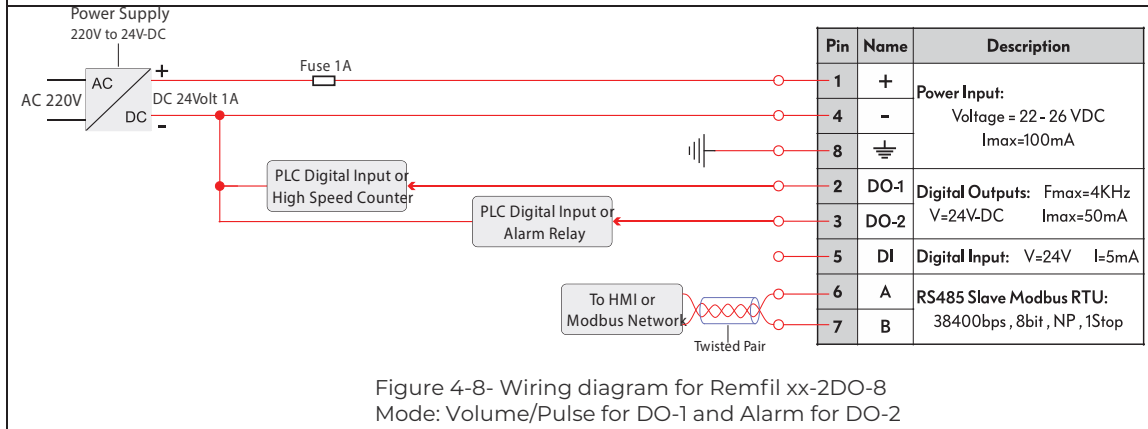 Power Supply
220V to 24V-DC
AC
DC
+
-
AC 220V
DC 24Volt 1A
Fuse 1A
PLC Digital Input or
High Speed Counter
PLC Digital Input or
Alarm Relay
To HMI or
Modbus Network
Twisted Pair
Pin Name Description
1 +
4 -
8
Power Input:
Voltage = 22 - 26 VDC
Imax=100mA
2 DO-1
3 DO-2
Digital Outputs: Fmax=4KHz
V=24V-DC Imax=50mA
5 DI Digital Input: V=24V I=5mA
6 A
7 B
RS485 Slave Modbus RTU:
38400bps , 8bit , NP , 1Stop
Figure 4-8- Wiring diagram for Remfil xx-2DO-8
Mode: Volume/Pulse for DO-1 and Alarm for DO-2